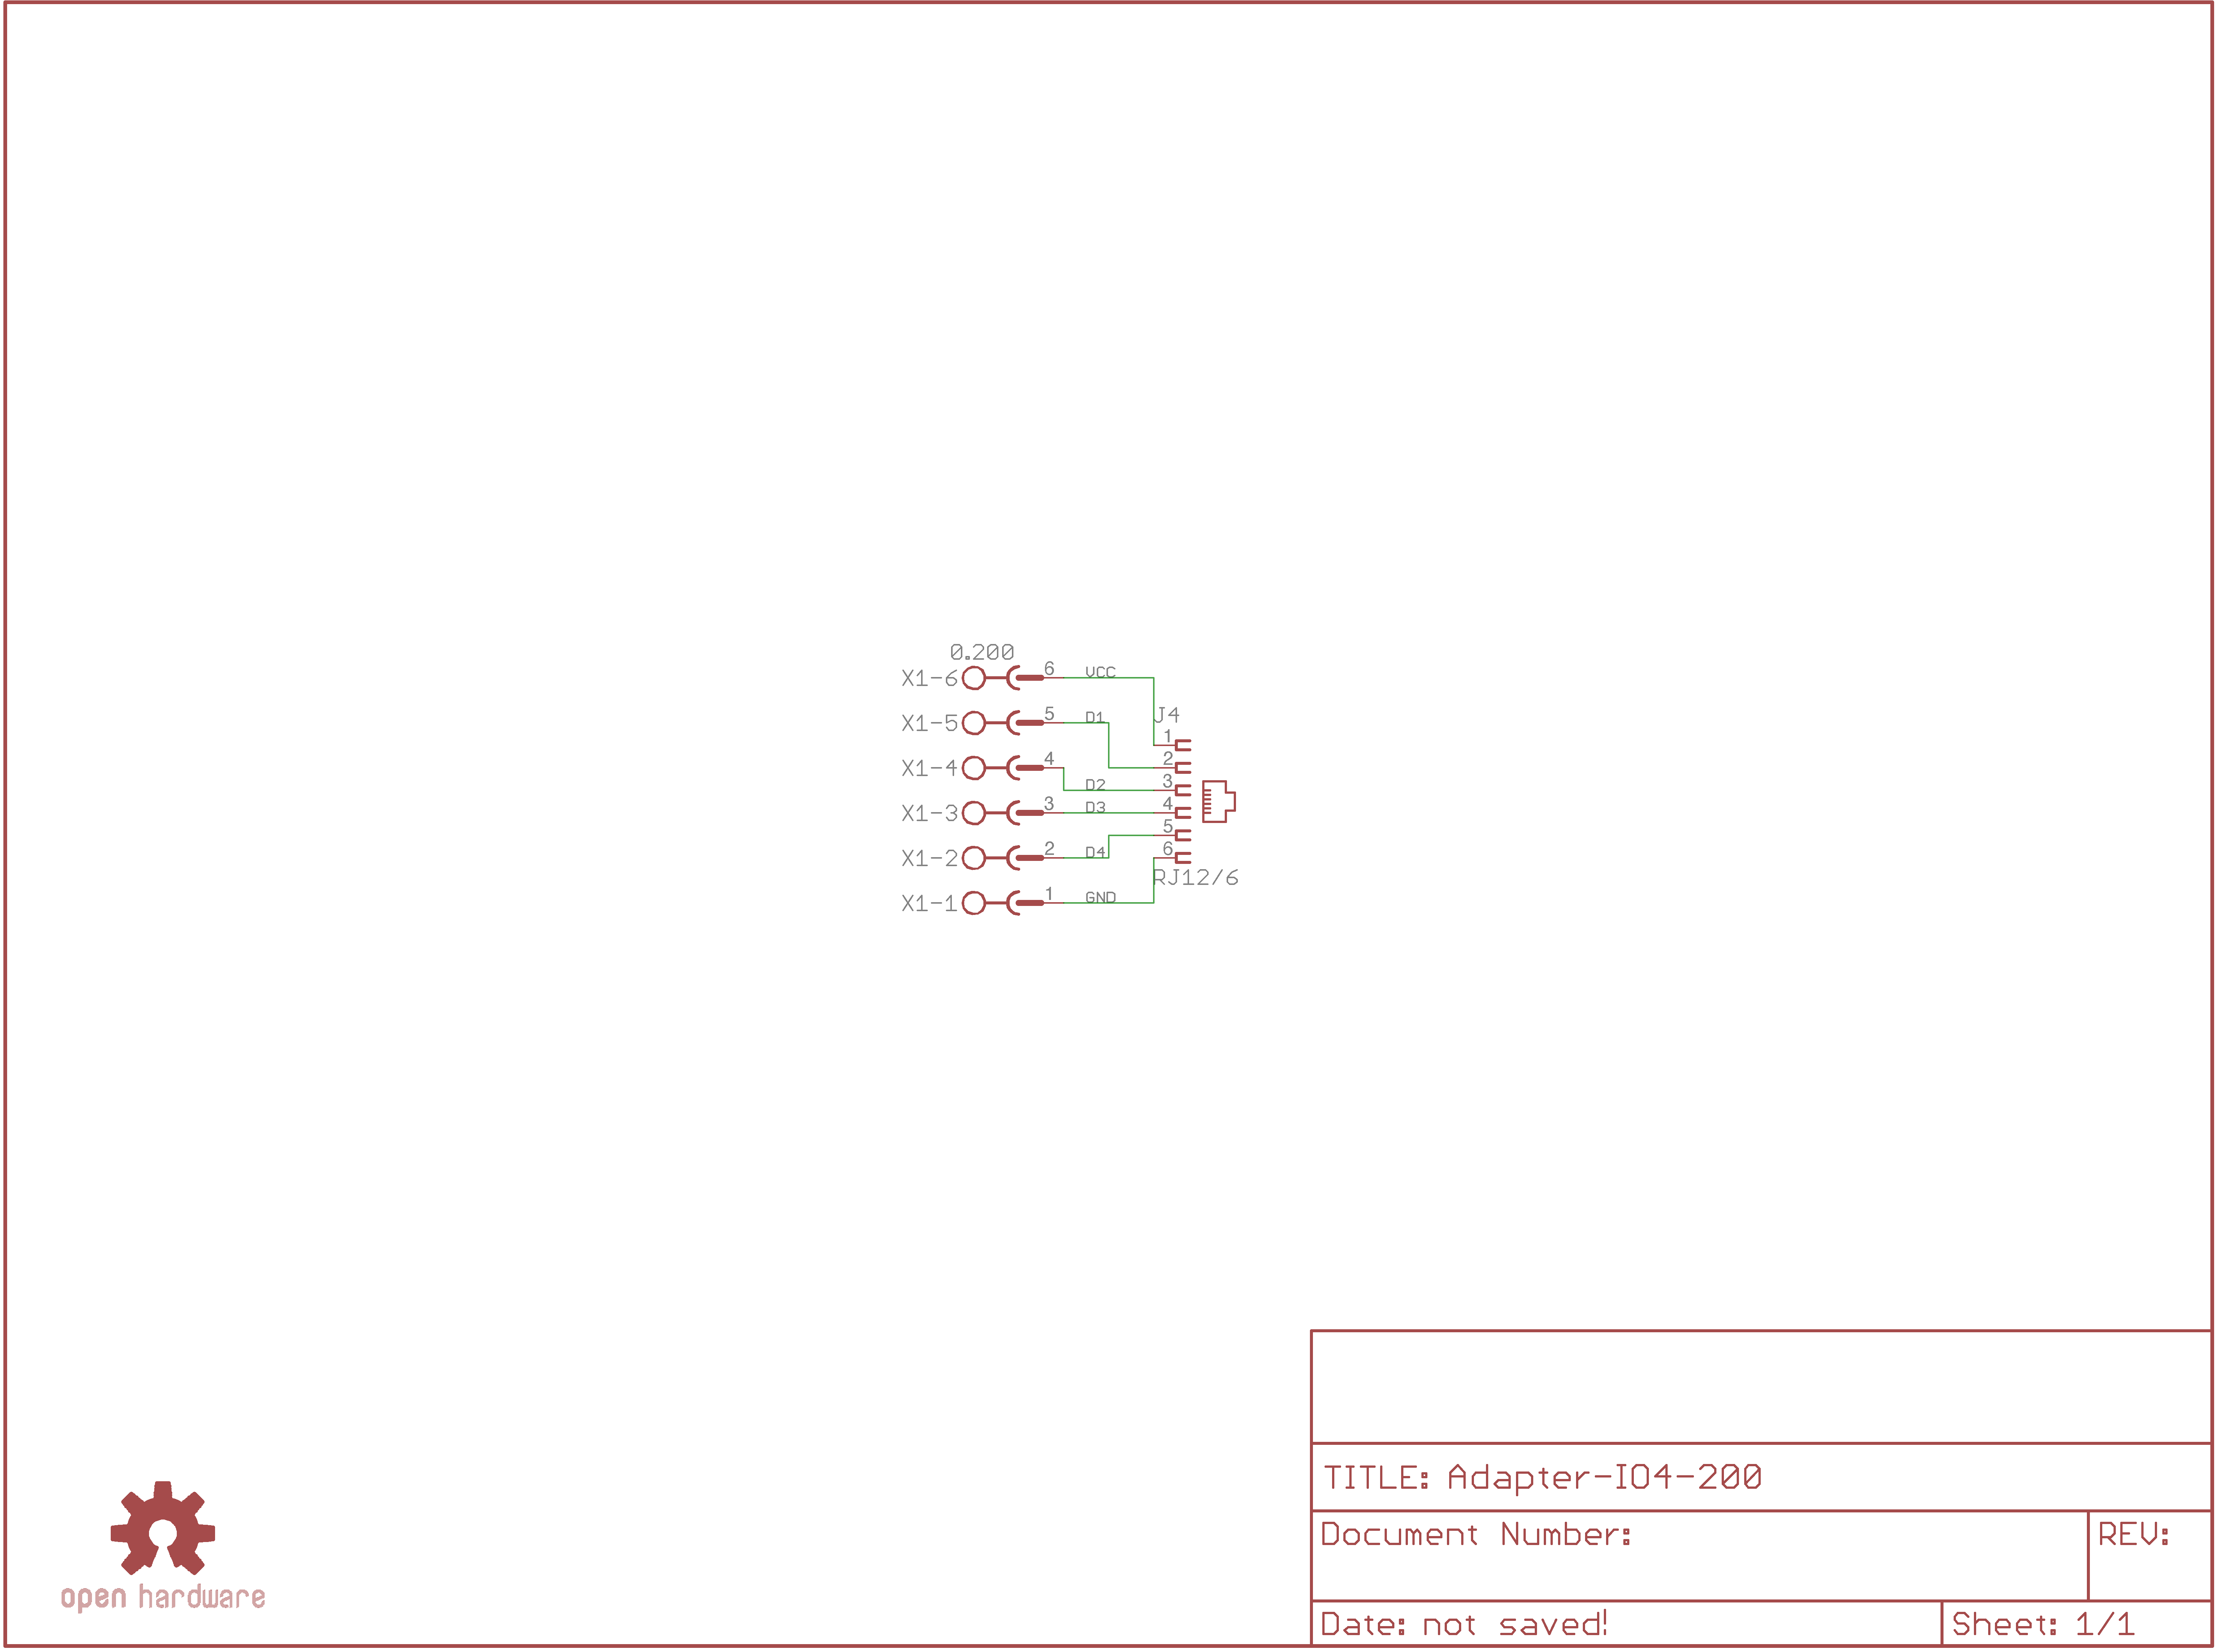 0.200
X1-6 6 VCC
X1-5 5 D1
J4
1
X1-4 4
2
D2 3
X1-3 3 D3 4
5
X1-2 2 D4 6
RJ12/6
X1-1 1 GND
TITLE: Adapter-IO4-200
Document Number:
REV:
open hardware
Date: not saved!
Sheet: 1/1